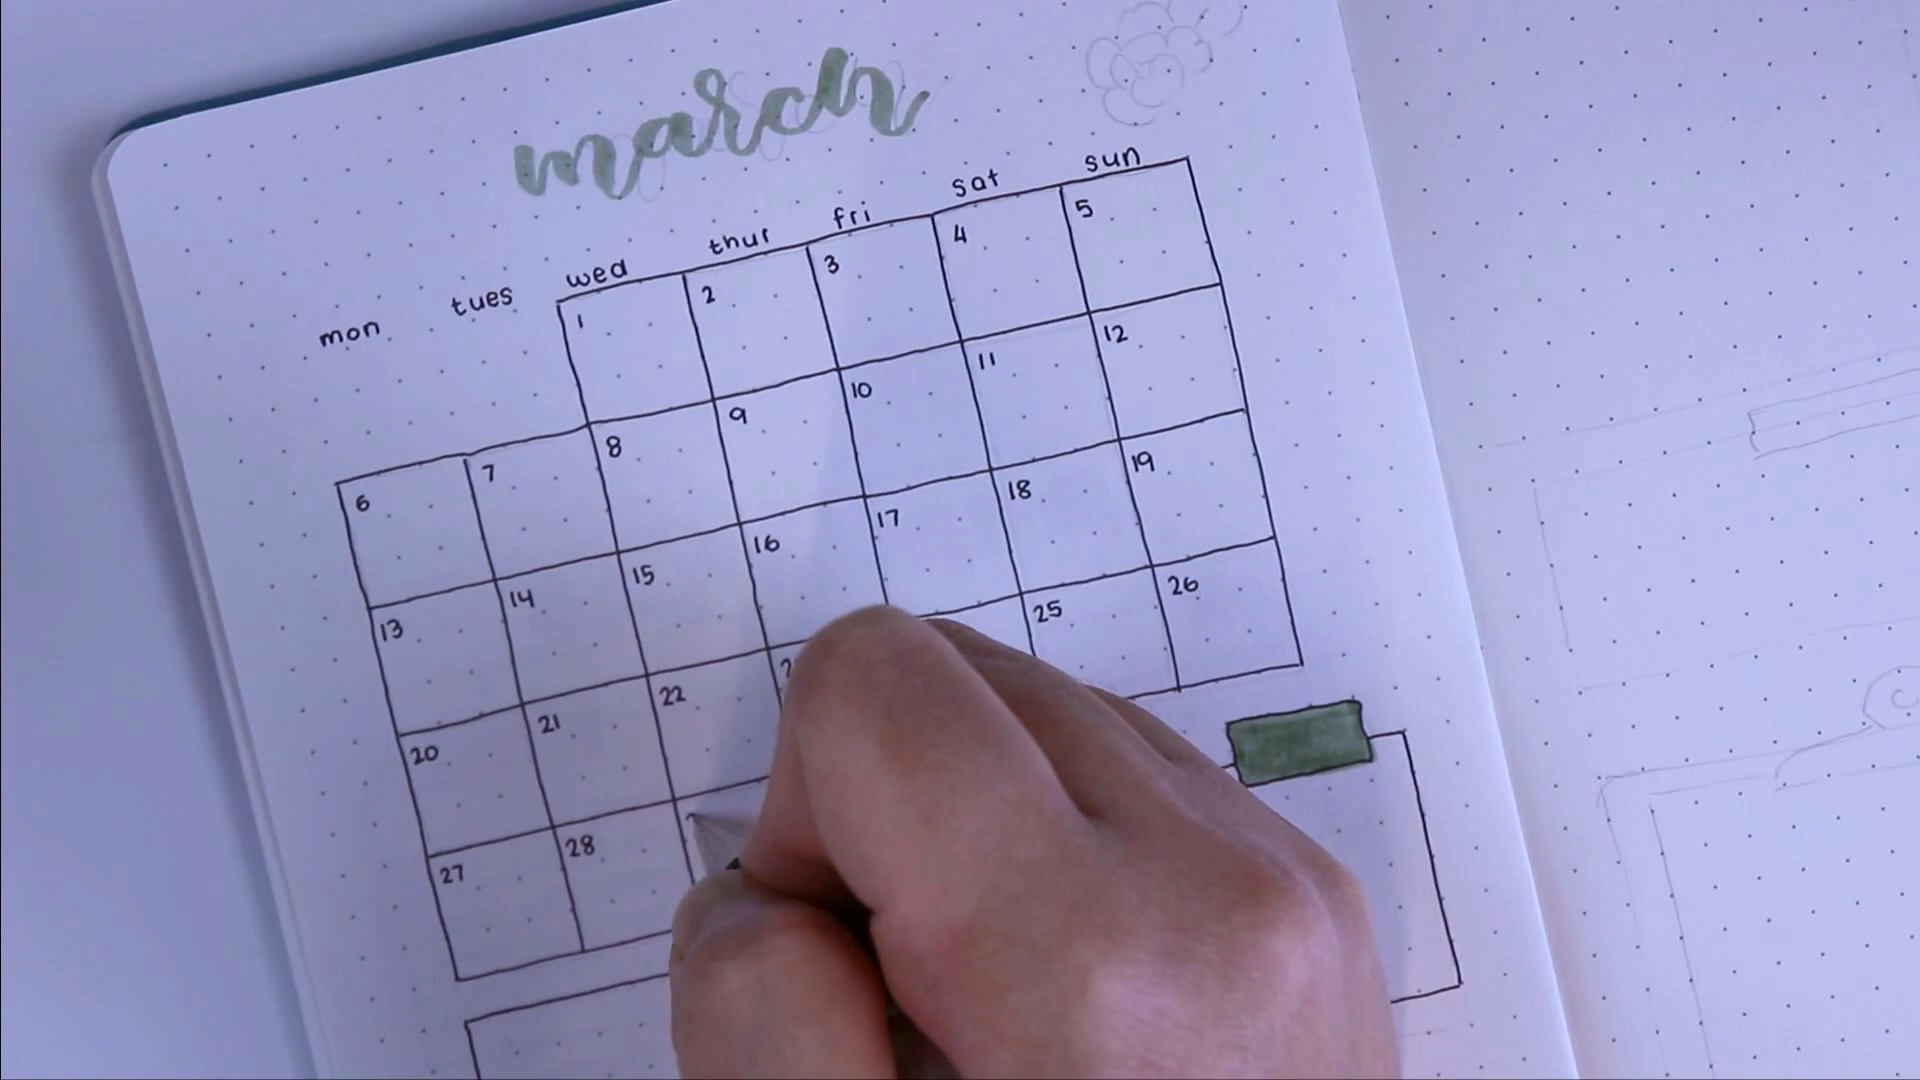 march
mon tues wed thur fri sat sun
1 2 3 4 5
6 7 8 9 10 11 12
13 14 15 16 17 18 19
20 21 22 25 26
27 28